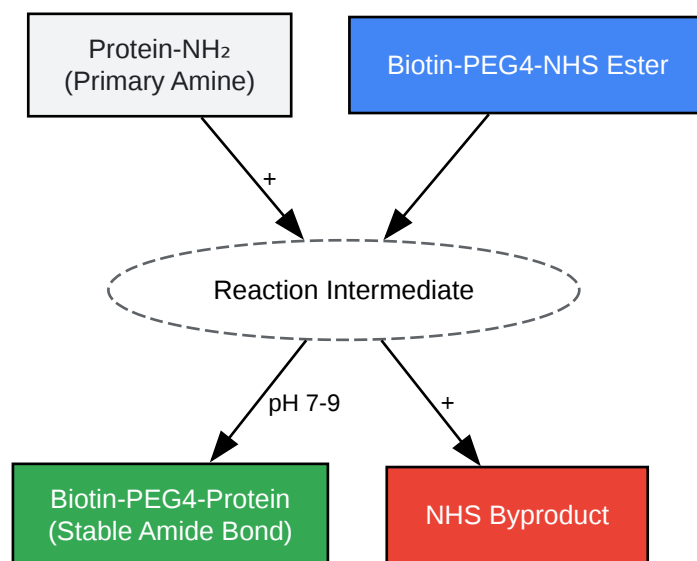 Protein-NH₂
(Primary Amine)
Biotin-PEG4-NHS Ester
+
Reaction Intermediate
pH 7-9
+
Biotin-PEG4-Protein
(Stable Amide Bond)
NHS Byproduct